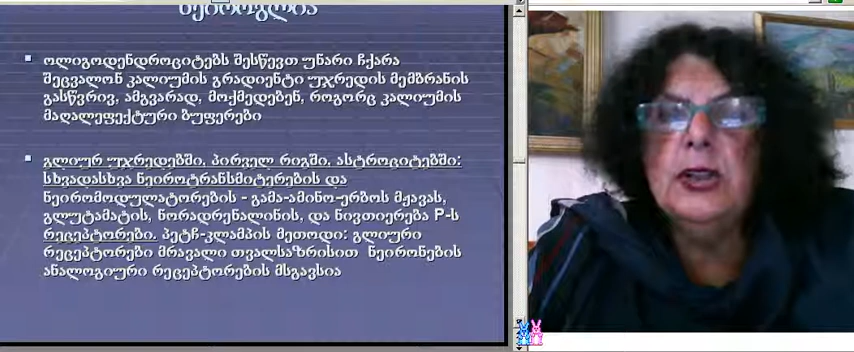 ნეიროგლია
ოლიგოდენდროციტებს შესწევთ უნარი ჩქარა
შეცვალონ კალიუმის გრადიენტი უჯრედის მემბრანის
გასწვრივ, ამგვარად, მოქმედებენ, როგორც კალიუმის
მაღალეფექტური ბუფერები
გლიურ უჯრედებში, პირველ რიგში, ასტროციტებში:
სხვადასხვა ნეიროტრანსმიტერების და
ნეირომოდულატორების - გამა-ამინო-ერბოს მჟავას,
გლუტამატის, ნორადრენალინის, და ნივთიერება P-ს
რეცეპტორები. პეტჩ-კლამპის მეთოდი: გლიური
რეცეპტორები მრავალი თვალსაზრისით ნეირონების
ანალოგიური რეცეპტორების მსგავსია